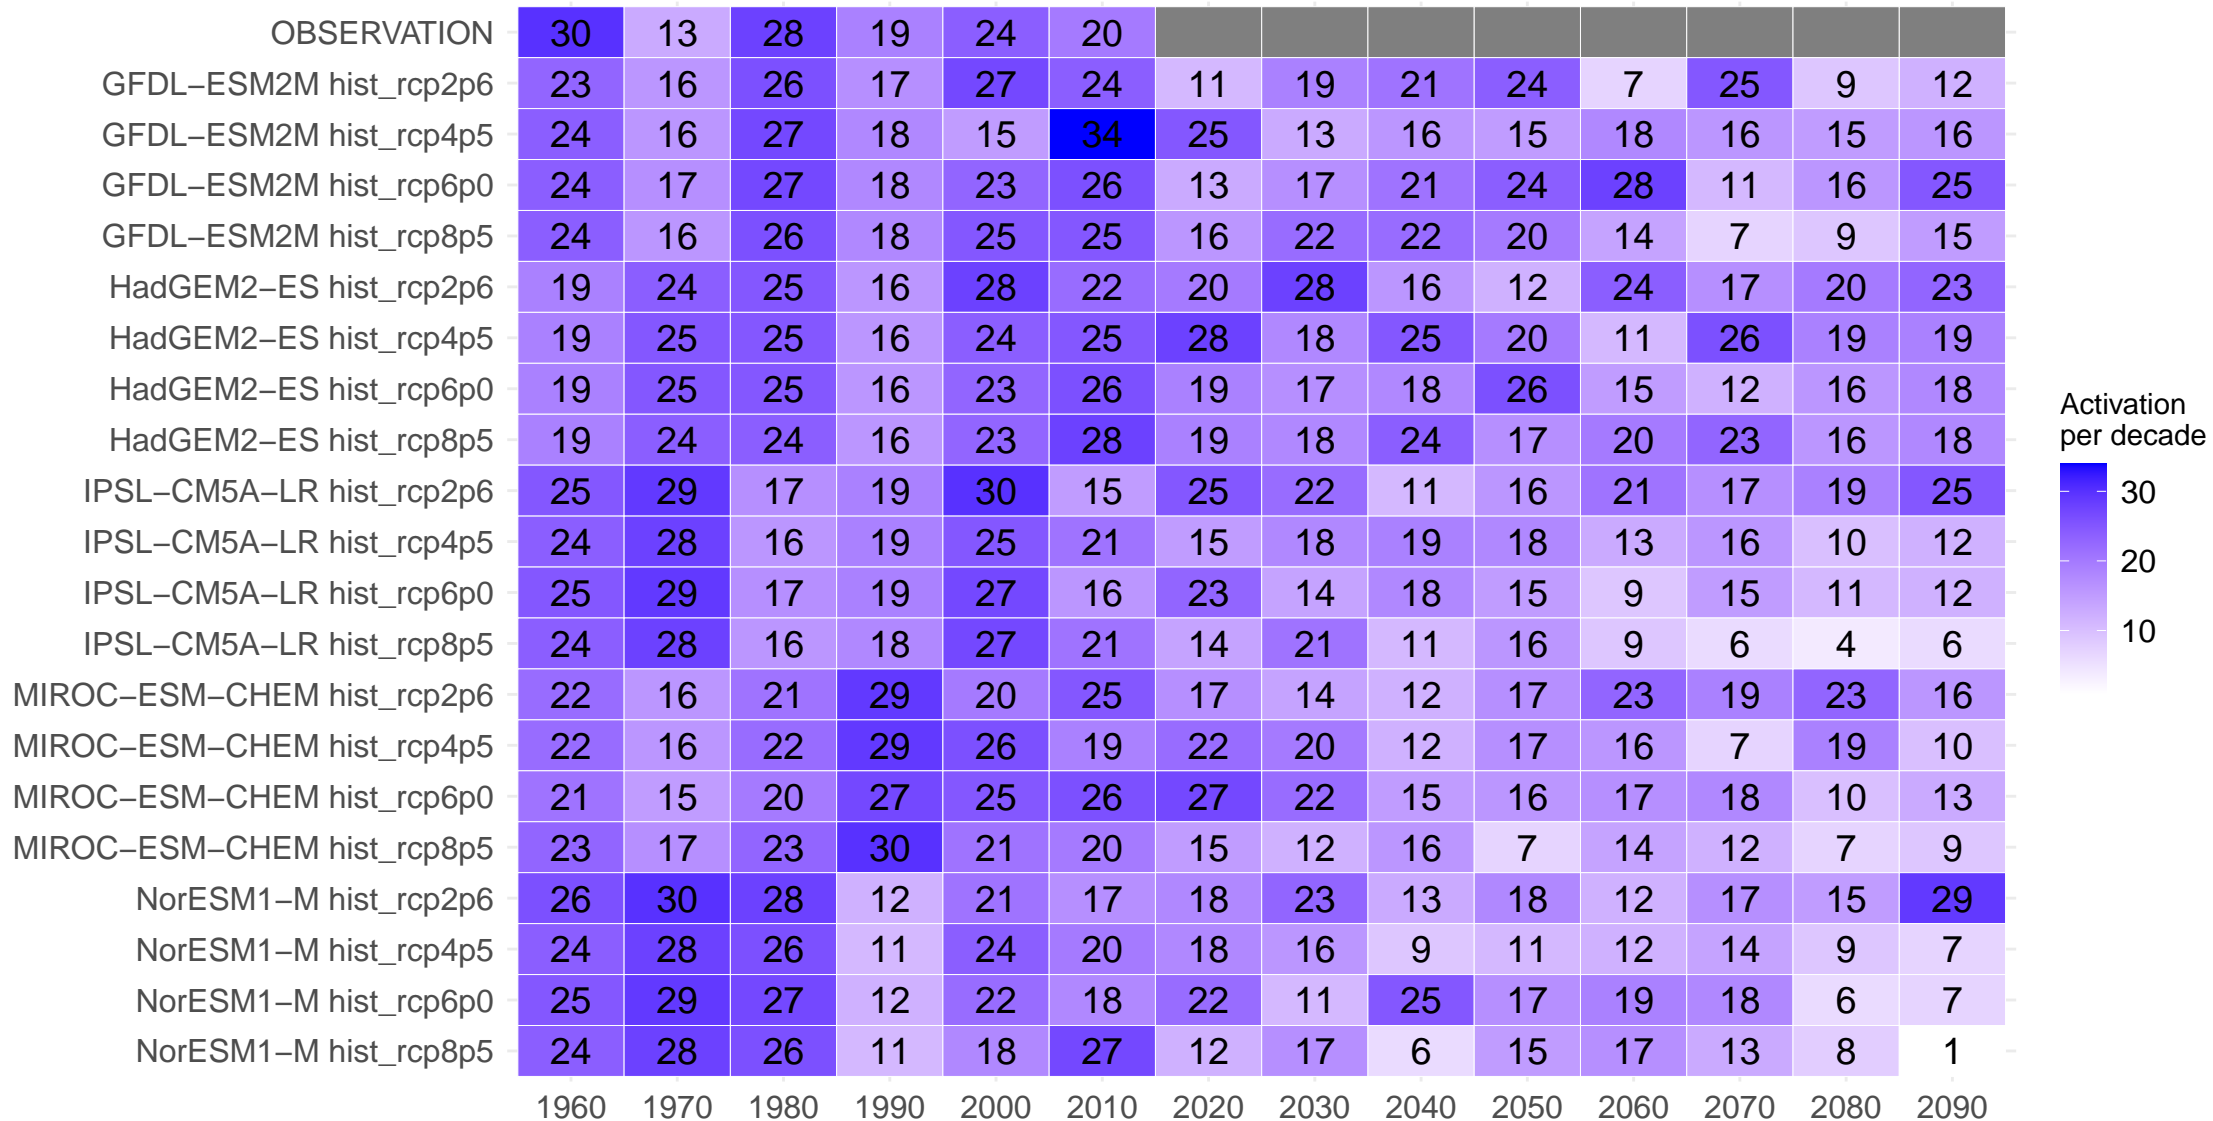 OBSERVATION 30 13 28 19 24 20
GFDL−ESM2M hist_rcp2p6 23 16 26 17 27 24 11 19 21 24 7 25 9 12
GFDL−ESM2M hist_rcp4p5 24 16 27 18 15 34 25 13 16 15 18 16 15 16
GFDL−ESM2M hist_rcp6p0 24 17 27 18 23 26 13 17 21 24 28 11 16 25
GFDL−ESM2M hist_rcp8p5 24 16 26 18 25 25 16 22 22 20 14 7 9 15
HadGEM2−ES hist_rcp2p6 19 24 25 16 28 22 20 28 16 12 24 17 20 23
HadGEM2−ES hist_rcp4p5 19 25 25 16 24 25 28 18 25 20 11 26 19 19
HadGEM2−ES hist_rcp6p0 19 25 25 16 23 26 19 17 18 26 15 12 16 18
HadGEM2−ES hist_rcp8p5 19 24 24 16 23 28 19 18 24 17 20 23 16 18
IPSL−CM5A−LR hist_rcp2p6 25 29 17 19 30 15 25 22 11 16 21 17 19 25
IPSL−CM5A−LR hist_rcp4p5 24 28 16 19 25 21 15 18 19 18 13 16 10 12
IPSL−CM5A−LR hist_rcp6p0 25 29 17 19 27 16 23 14 18 15 9 15 11 12
IPSL−CM5A−LR hist_rcp8p5 24 28 16 18 27 21 14 21 11 16 9 6 4 6
MIROC−ESM−CHEM hist_rcp2p6 22 16 21 29 20 25 17 14 12 17 23 19 23 16
MIROC−ESM−CHEM hist_rcp4p5 22 16 22 29 26 19 22 20 12 17 16 7 19 10
MIROC−ESM−CHEM hist_rcp6p0 21 15 20 27 25 26 27 22 15 16 17 18 10 13
MIROC−ESM−CHEM hist_rcp8p5 23 17 23 30 21 20 15 12 16 7 14 12 7 9
NorESM1−M hist_rcp2p6 26 30 28 12 21 17 18 23 13 18 12 17 15 29
NorESM1−M hist_rcp4p5 24 28 26 11 24 20 18 16 9 11 12 14 9 7
NorESM1−M hist_rcp6p0 25 29 27 12 22 18 22 11 25 17 19 18 6 7
NorESM1−M hist_rcp8p5 24 28 26 11 18 27 12 17 6 15 17 13 8 1
1960 1970 1980 1990 2000 2010 2020 2030 2040 2050 2060 2070 2080 2090
Activation
per decade
30
20
10